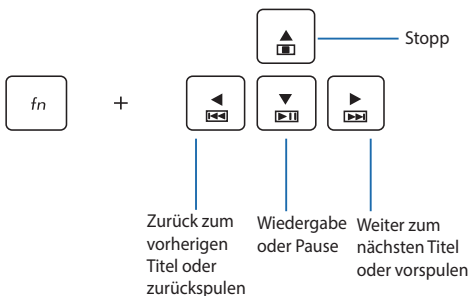 Stopp
fn
+
Zurück zum
vorherigen
Titel oder
zurückspulen
Wiedergabe
oder Pause
Weiter zum
nächsten Titel
oder vorspulen